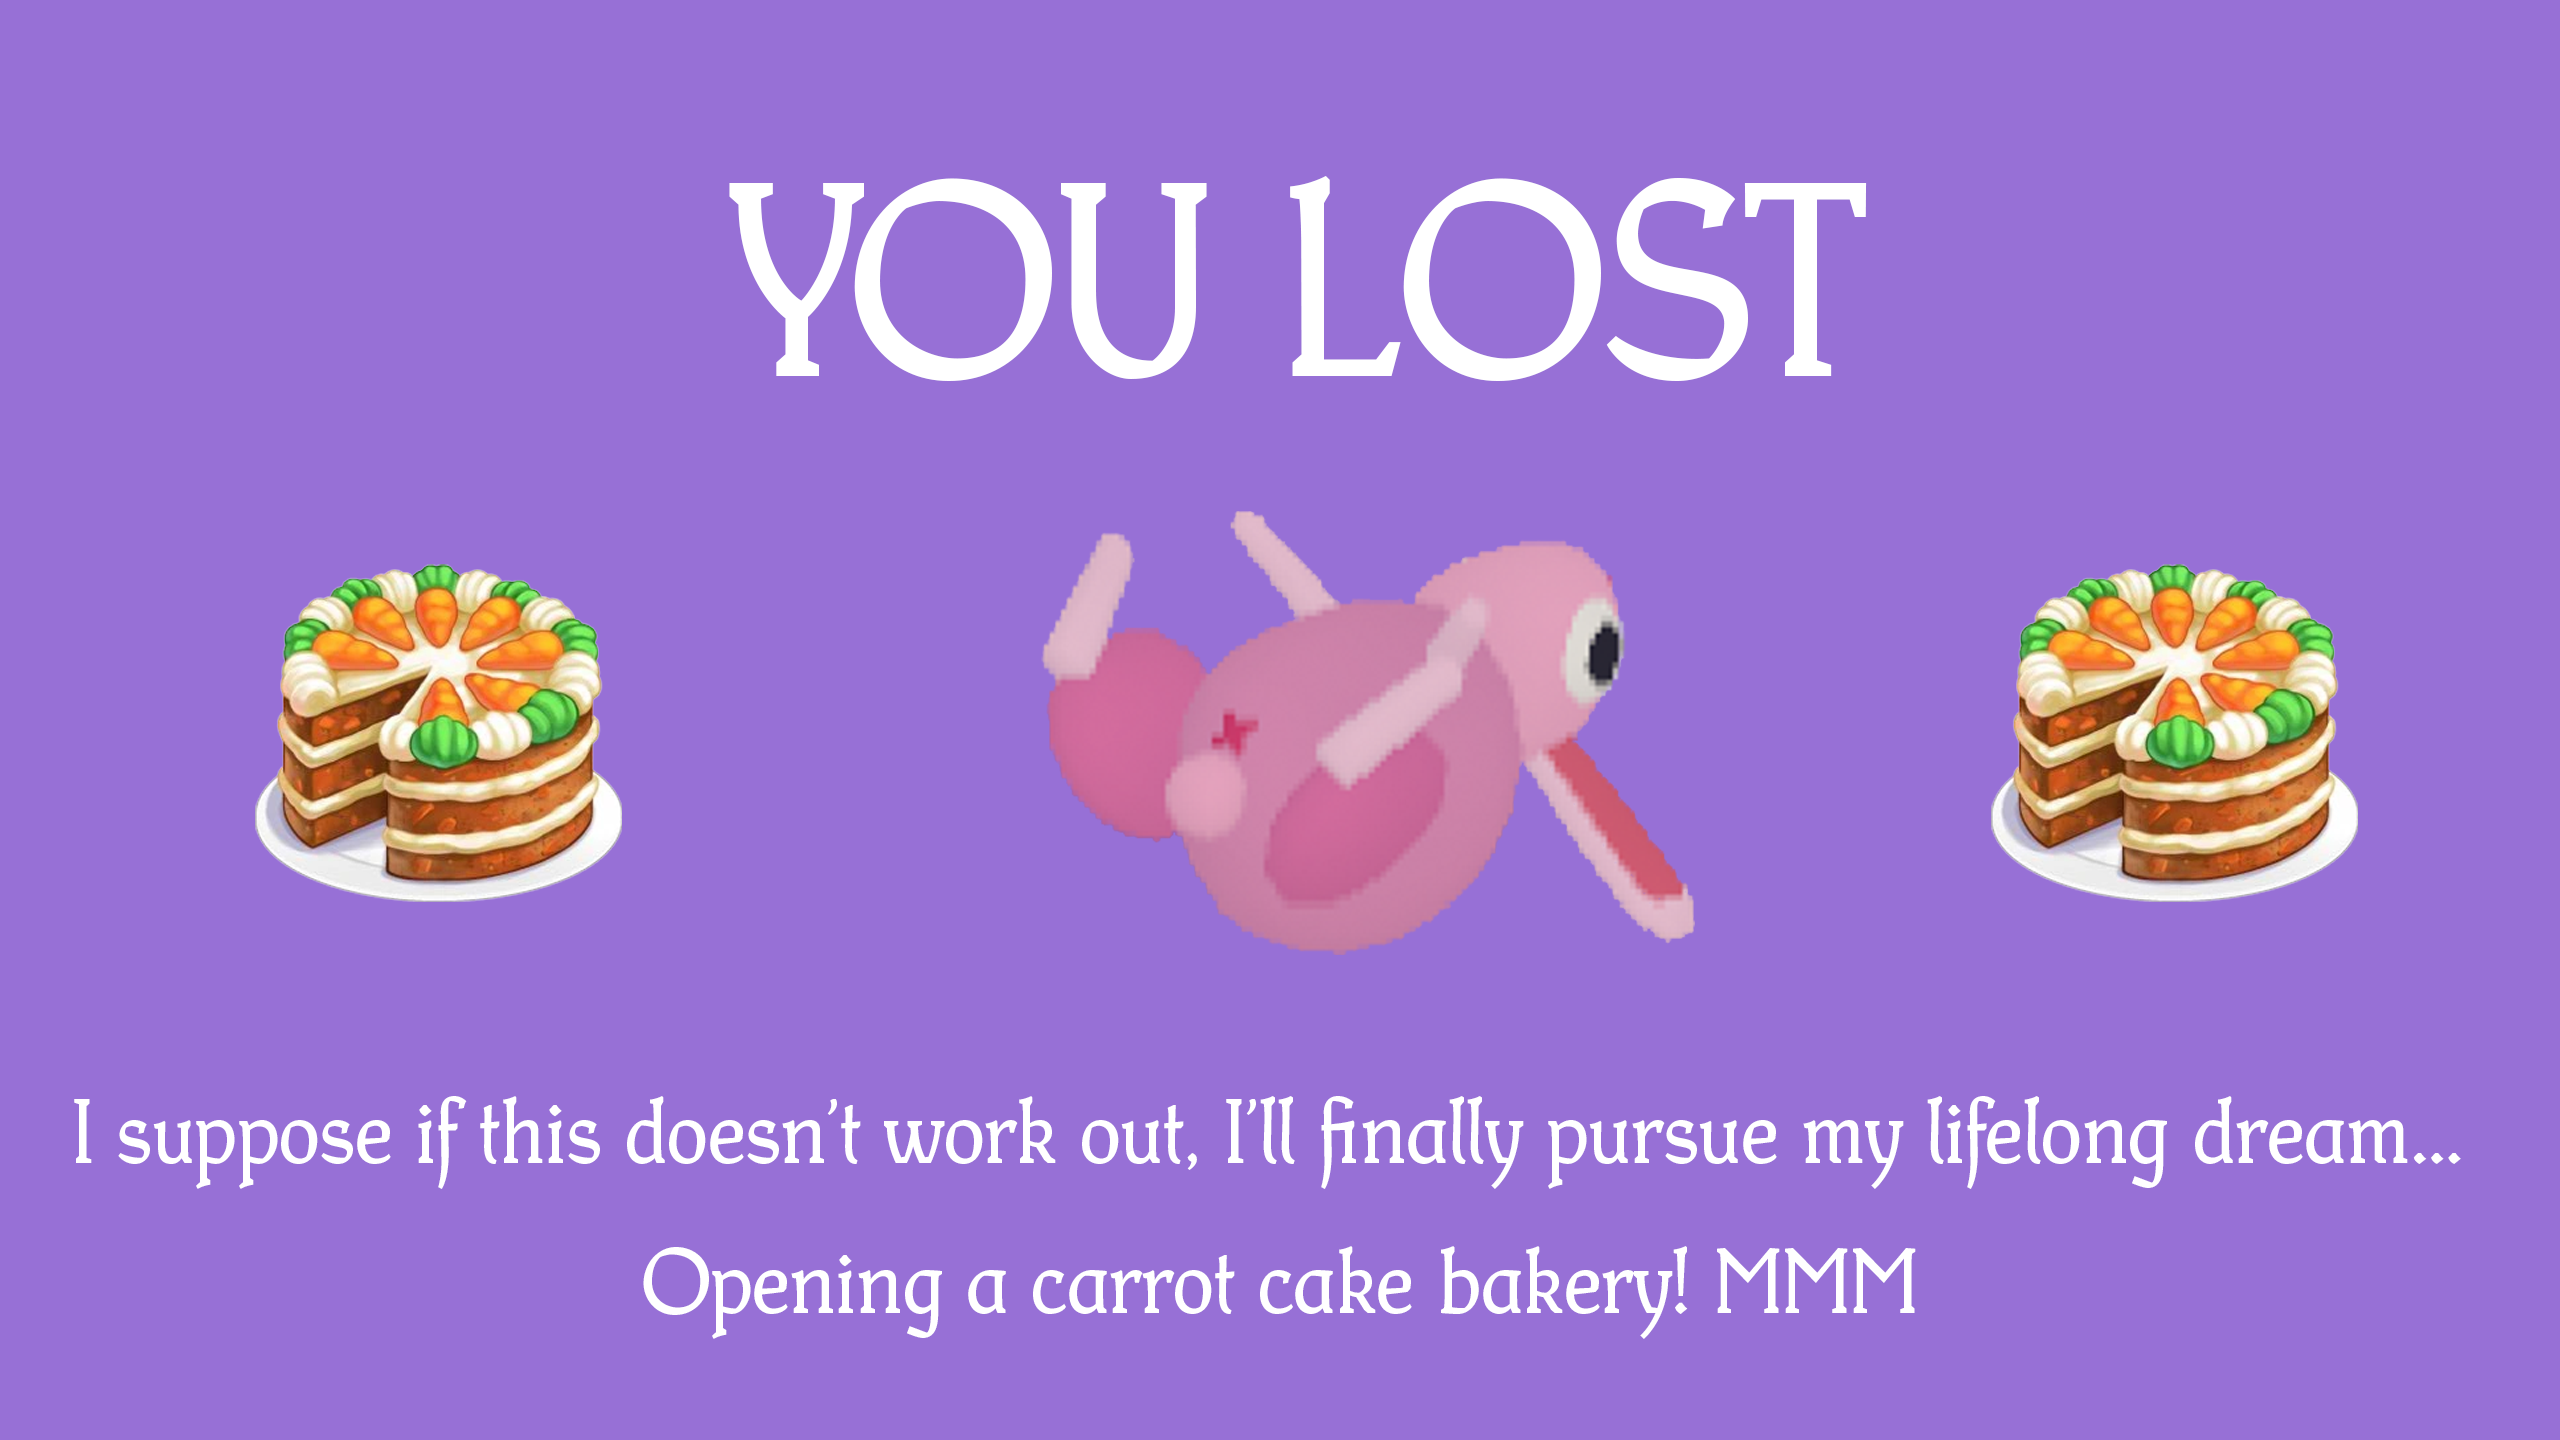 YOU LOST
I suppose if this doesn't work out, I'll finally pursue my lifelong dream...
Opening a carrot cake bakery! MMM